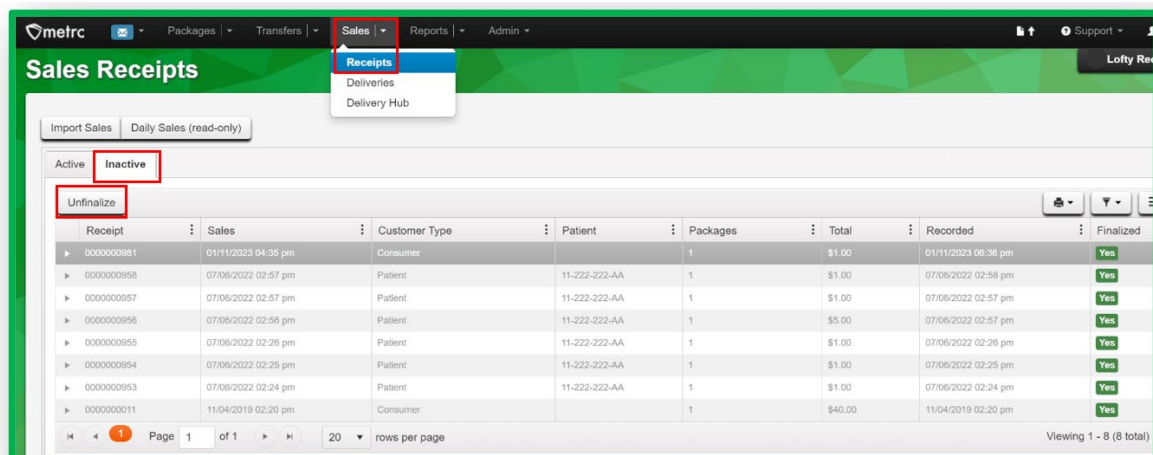 metrc Packages | Transfers | Sales | Reports | Admin Support
Sales Receipts
Lofty Rec
Receipts
Deliveries
Delivery Hub
Import Sales Daily Sales (read-only)
Active Inactive
Unfinalize
Receipt Sales Customer Type Patient Packages Total Recorded Finalized
0000000981 01/11/2023 04:35 pm Consumer 1 $1.00 01/11/2023 06:36 pm Yes
0000000958 07/06/2022 02:57 pm Patient 11-222-222-AA 1 $1.00 07/06/2022 02:58 pm Yes
0000000957 07/06/2022 02:57 pm Patient 11-222-222-AA 1 $1.00 07/06/2022 02:57 pm Yes
0000000956 07/06/2022 02:56 pm Patient 11-222-222-AA 1 $5.00 07/06/2022 02:57 pm Yes
0000000955 07/06/2022 02:26 pm Patient 11-222-222-AA 1 $1.00 07/06/2022 02:26 pm Yes
0000000954 07/06/2022 02:25 pm Patient 11-222-222-AA 1 $1.00 07/06/2022 02:25 pm Yes
0000000953 07/06/2022 02:24 pm Patient 11-222-222-AA 1 $1.00 07/06/2022 02:24 pm Yes
0000000011 11/04/2019 02:20 pm Consumer 1 $40.00 11/04/2019 02:20 pm Yes
1 Page 1 of 1 20 rows per page Viewing 1 - 8 (8 total)